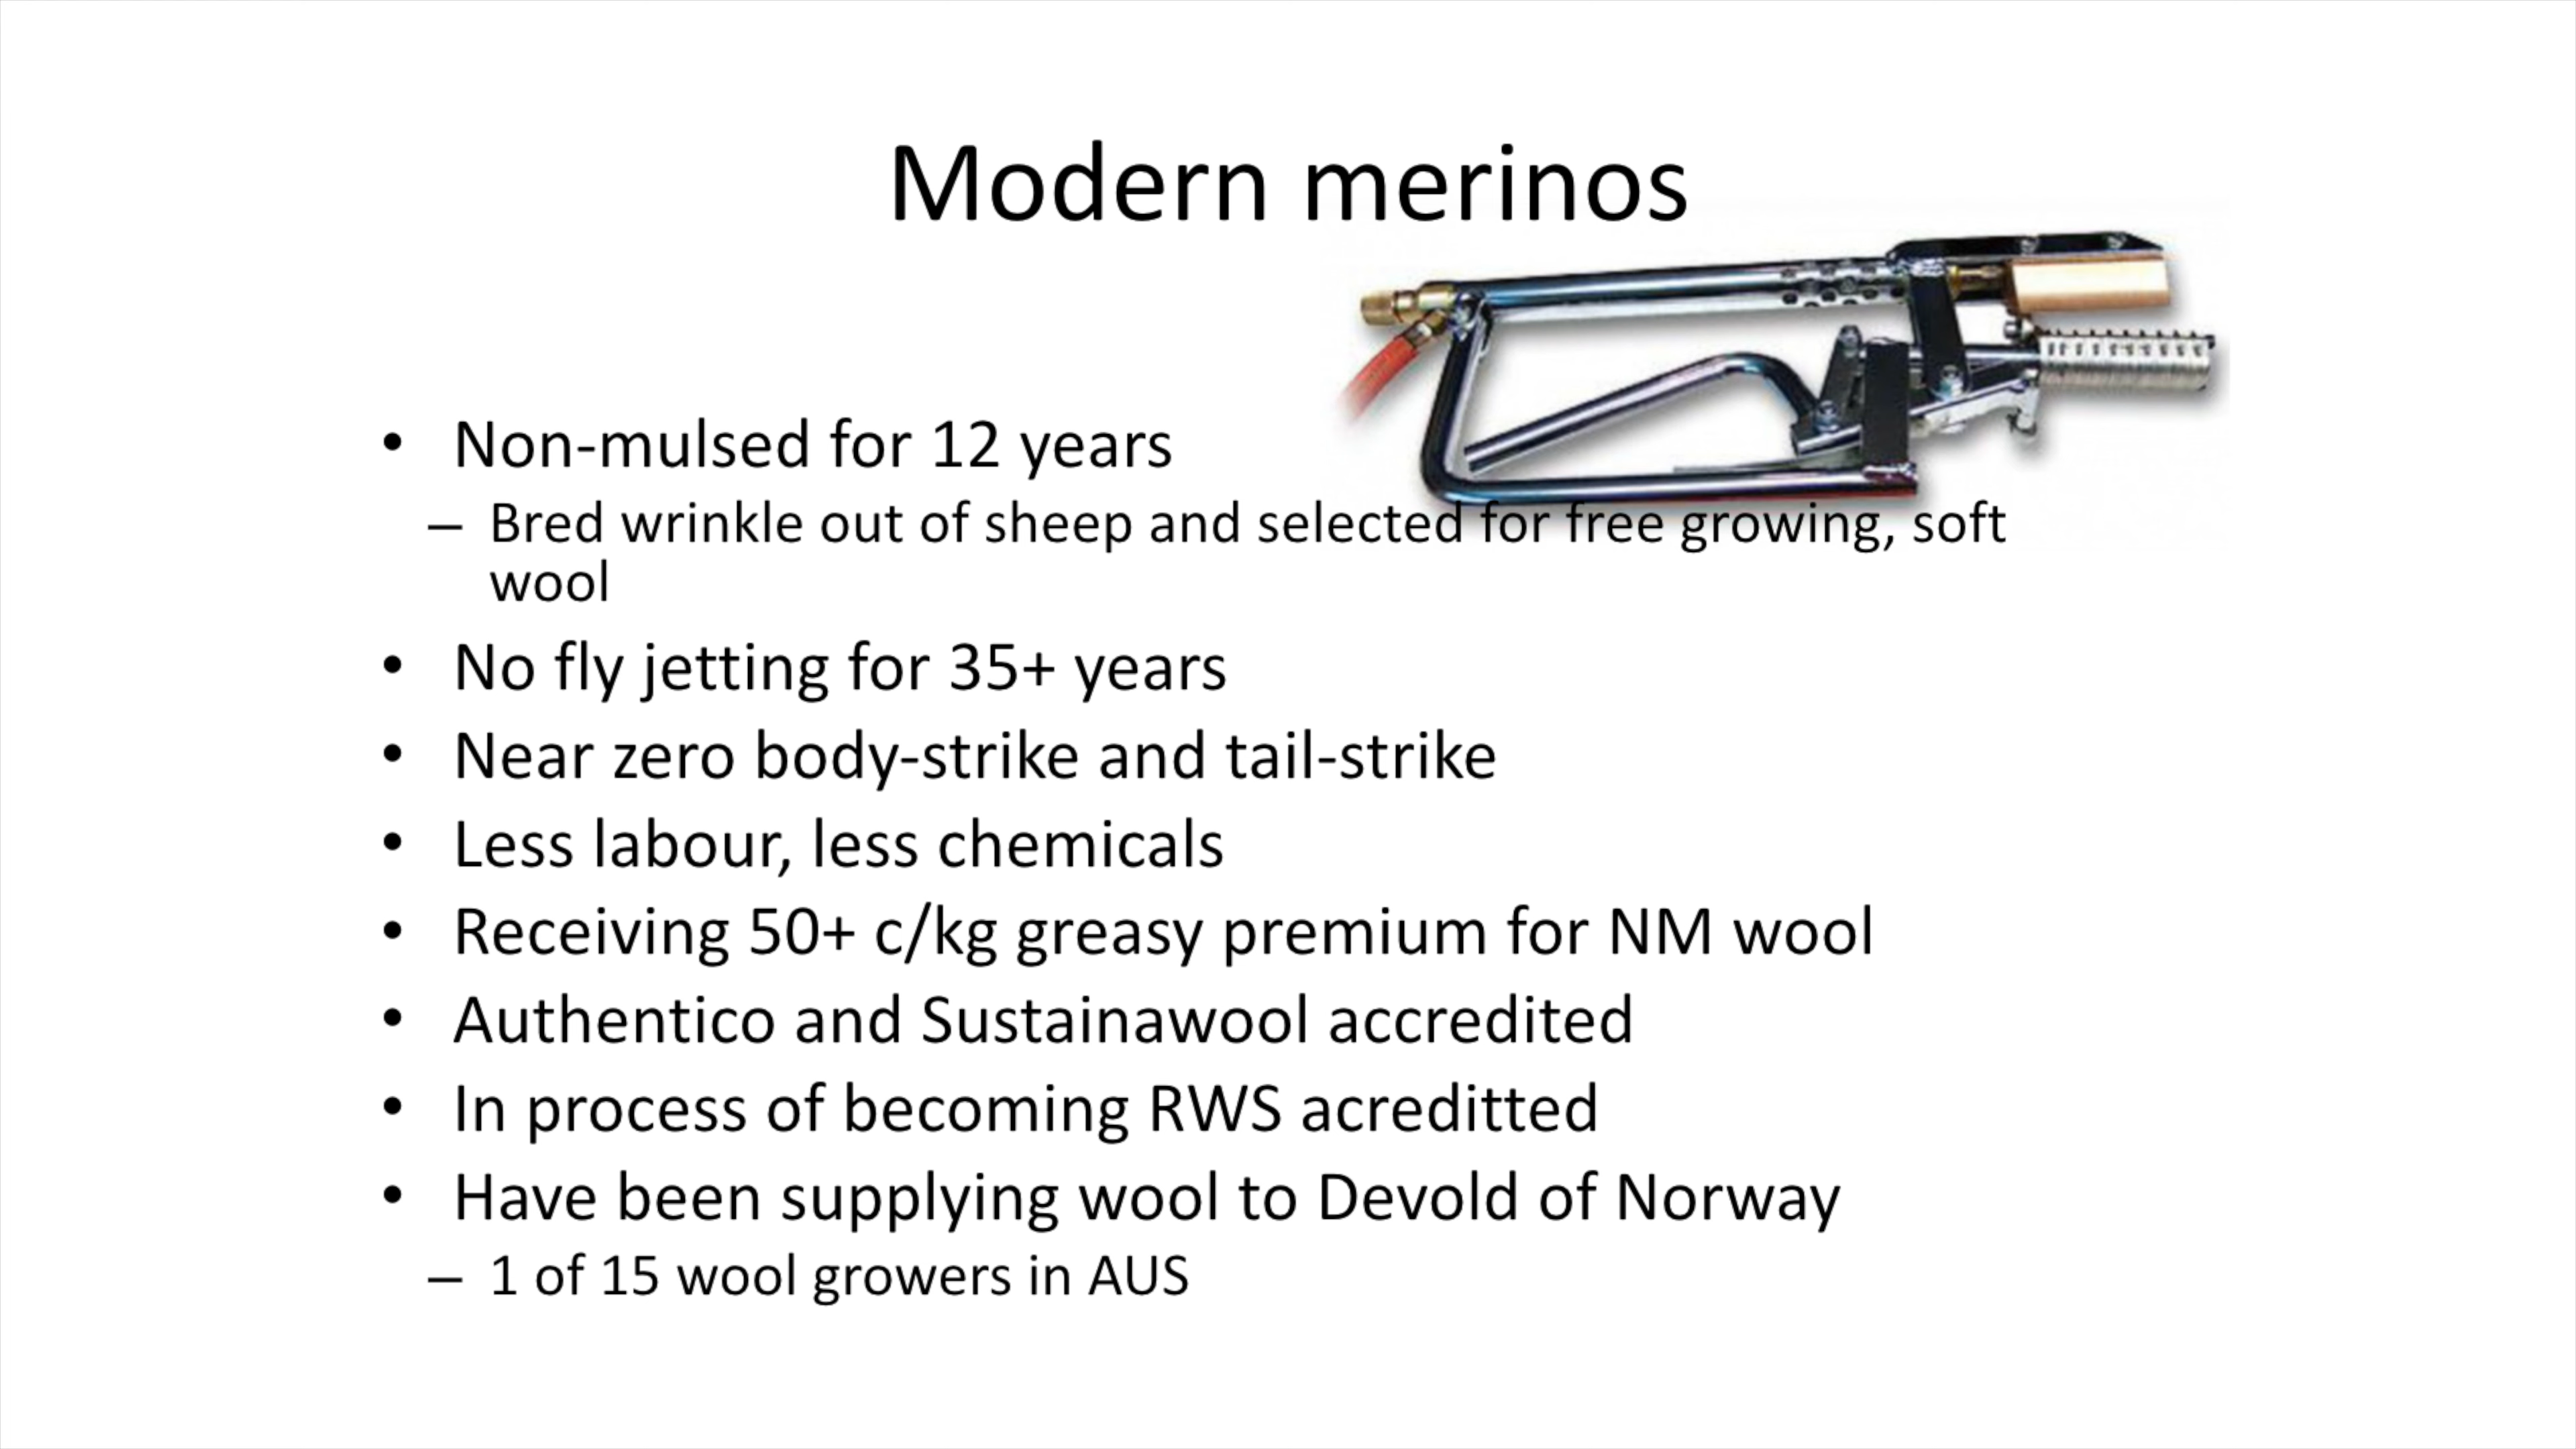 Modern merinos
• Non-mulsed for 12 years
– Bred wrinkle out of sheep and selected for free growing, soft
wool
• No fly jetting for 35+ years
• Near zero body-strike and tail-strike
• Less labour, less chemicals
• Receiving 50+ c/kg greasy premium for NM wool
• Authentico and Sustainawool accredited
• In process of becoming RWS acreditted
• Have been supplying wool to Devold of Norway
– 1 of 15 wool growers in AUS